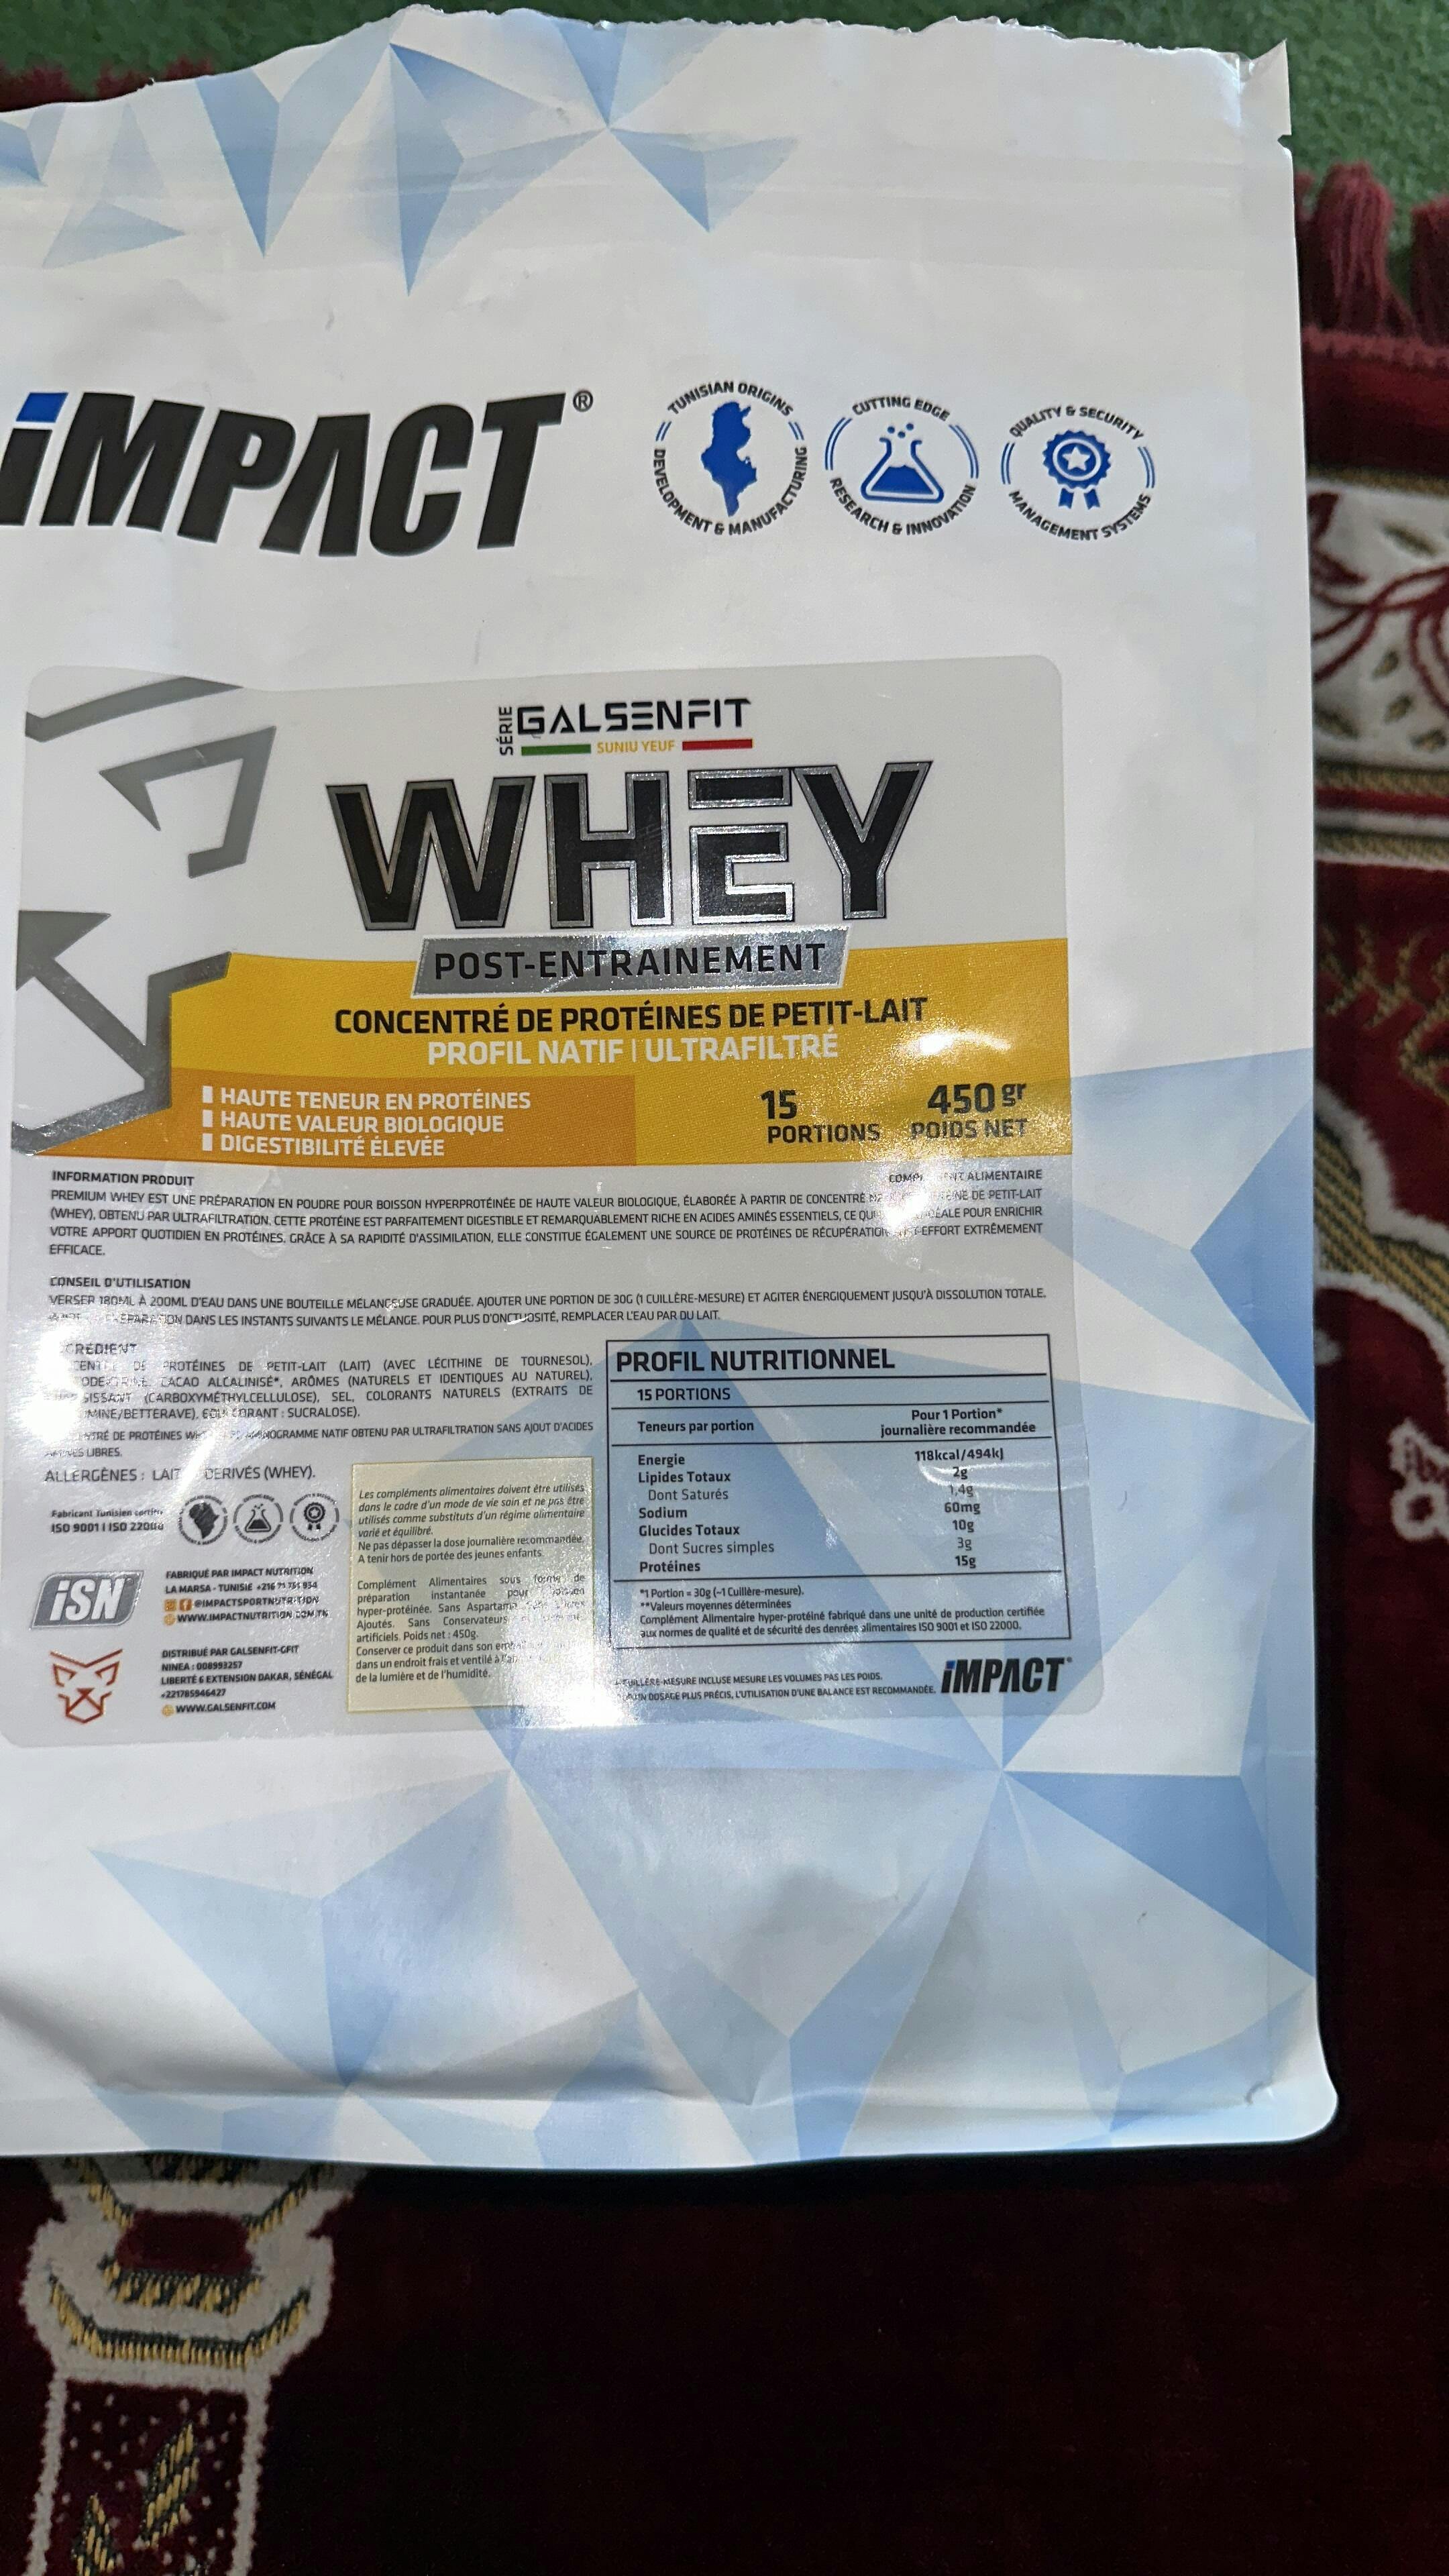 iMPACT®
TUNISIAN ORIGINS
DEVELOPMENT & MANUFACTURING
CUTTING EDGE
RESEARCH & INNOVATION
QUALITY & SECURITY
MANAGEMENT SYSTEMS
SÉRIE GALSENFIT
SUNIU YEUF
WHEY
POST-ENTRAINEMENT
CONCENTRÉ DE PROTÉINES DE PETIT-LAIT
PROFIL NATIF | ULTRAFILTRÉ
HAUTE TENEUR EN PROTÉINES
HAUTE VALEUR BIOLOGIQUE
DIGESTIBILITÉ ÉLEVÉE
15
PORTIONS
450 gr
POIDS NET
INFORMATION PRODUIT
ALIMENTAIRE
PREMIUM WHEY EST UNE PRÉPARATION EN POUDRE POUR BOISSON HYPERPROTÉINÉE DE HAUTE VALEUR BIOLOGIQUE, ÉLABORÉE À PARTIR DE CONCENTRÉ DE PETIT-LAIT
(WHEY), OBTENU PAR ULTRAFILTRATION. CETTE PROTÉINE EST PARFAITEMENT DIGESTIBLE ET REMARQUABLEMENT RICHE EN ACIDES AMINÉS ESSENTIELS, CE POUR ENRICHIR
VOTRE APPORT QUOTIDIEN EN PROTÉINES. GRÂCE À SA RAPIDITÉ D'ASSIMILATION, ELLE CONSTITUE ÉGALEMENT UNE SOURCE DE PROTÉINES DE RÉCUPÉRATION EXTRÊMEMENT
EFFICACE.
CONSEIL D'UTILISATION
VERSER 180ML À 200ML D'EAU DANS UNE BOUTEILLE MÉLANGEUSE GRADUÉE. AJOUTER UNE PORTION DE 30G (1 CUILLÈRE-MESURE) ET AGITER ÉNERGIQUEMENT JUSQU'À DISSOLUTION TOTALE.
DANS LES INSTANTS SUIVANTS LE MÉLANGE. POUR PLUS D'ONCTUOSITÉ, REMPLACER L'EAU PAR DU LAIT.
DE PROTÉINES DE PETIT-LAIT (LAIT) (AVEC LÉCITHINE DE TOURNESOL),
CACAO ALCALINISÉ*, ARÔMES (NATURELS ET IDENTIQUES AU NATUREL),
(CARBOXYMÉTHYLCELLULOSE), SEL, COLORANTS NATURELS (EXTRAITS DE
SUCRALOSE).
DE PROTÉINES NATIF OBTENU PAR ULTRAFILTRATION SANS AJOUT D'ACIDES
LIBRES.
ALLERGÈNES : LAIT DERIVÉS (WHEY).
Fabricant Tunisien
ISO 9001 | ISO 22000
iSN
FABRIQUÉ PAR IMPACT NUTRITION
LA MARSA - TUNISIE
@IMPACTSPORTNUTRITION
WWW.IMPACTNUTRITION.COM.TN
DISTRIBUÉ PAR GALSENFIT-GFIT
NINEA : 008993257
LIBERTÉ 6 EXTENSION DAKAR, SÉNÉGAL
+221785946427
WWW.GALSENFIT.COM
Les compléments alimentaires doivent être utilisés
dans le cadre d'un mode de vie sain et ne pas être
utilisés comme substituts d'un régime alimentaire
varié et équilibré.
Ne pas dépasser la dose journalière recommandée.
A tenir hors de portée des jeunes enfants.
Complément Alimentaires sous forme de
préparation instantanée pour
hyper-protéinée. Sans Aspartame
Ajoutés. Sans Conservateurs
artificiels. Poids net : 450g.
Conserver ce produit dans son
dans un endroit frais et ventilé
de la lumière et de l'humidité.
PROFIL NUTRITIONNEL
15 PORTIONS
Teneurs par portion Pour 1 Portion*
journalière recommandée
Energie 118kcal/494kJ
Lipides Totaux 2g
Dont Saturés 1,4g
Sodium 60mg
Glucides Totaux 10g
Dont Sucres simples 3g
Protéines 15g
*1 Portion = 30g (~1 Cuillère-mesure).
**Valeurs moyennes déterminées
Complément Alimentaire hyper-protéiné fabriqué dans une unité de production certifiée
aux normes de qualité et de sécurité des denrées alimentaires ISO 9001 et ISO 22000.
INCLUSE MESURE LES VOLUMES PAS LES POIDS.
DOSAGE PLUS PRÉCIS, L'UTILISATION D'UNE BALANCE EST RECOMMANDÉE.
iMPACT